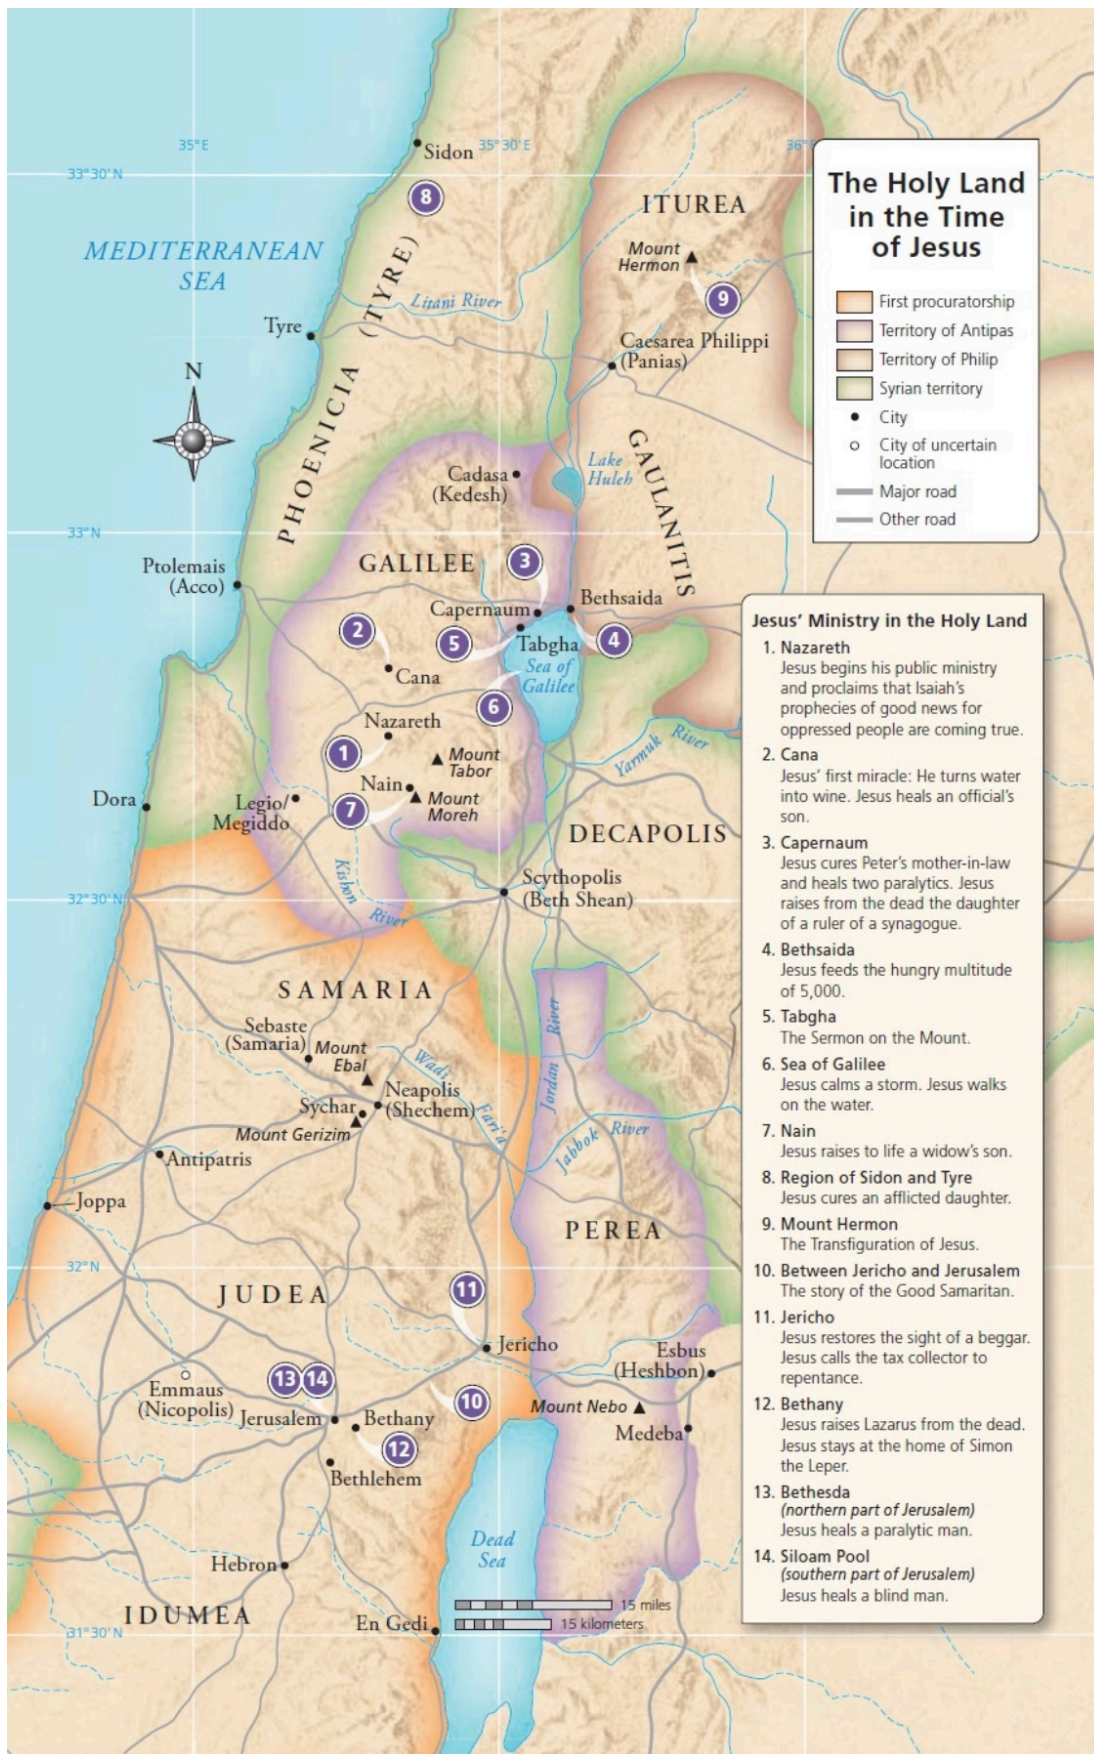 35°E
35°30'E
36°
33°30'N
Sidon
8
ITUREA
MEDITERRANEAN
SEA
Mount
Hermon
9
PHOENICIA (TYRE)
Litani River
Tyre
Caesarea Philippi
(Panias)
N
GAULANITIS
Lake
Huleh
Cadasa
(Kedesh)
33°N
GALILEE
3
Ptolemais
(Acco)
Capernaum
Bethsaida
2
5
Tabgha
4
Cana
Sea of
Galilee
6
Nazareth
1
Mount
Tabor
Yarmuk River
Nain
Mount
Moreh
7
Dora
Legio/
Megiddo
DECAPOLIS
Kishon
River
Scythopolis
(Beth Shean)
32°30'N
SAMARIA
Sebaste
(Samaria)
Mount
Ebal
Wadi
Fari'a
Jordan River
Neapolis
(Shechem)
Sychar
Mount Gerizim
Jabbok River
Antipatris
Joppa
PEREA
32°N
JUDEA
11
Jericho
Esbus
(Heshbon)
13
14
Emmaus
(Nicopolis)
10
Jerusalem
Bethany
Mount Nebo
Medeba
12
Bethlehem
Dead
Sea
Hebron
IDUMEA
En Gedi
15 miles
15 kilometers
31°30'N
The Holy Land
in the Time
of Jesus
First procuratorship
Territory of Antipas
Territory of Philip
Syrian territory
City
City of uncertain
location
Major road
Other road
Jesus' Ministry in the Holy Land
1. Nazareth
Jesus begins his public ministry
and proclaims that Isaiah's
prophecies of good news for
oppressed people are coming true.
2. Cana
Jesus' first miracle: He turns water
into wine. Jesus heals an official's
son.
3. Capernaum
Jesus cures Peter's mother-in-law
and heals two paralytics. Jesus
raises from the dead the daughter
of a ruler of a synagogue.
4. Bethsaida
Jesus feeds the hungry multitude
of 5,000.
5. Tabgha
The Sermon on the Mount.
6. Sea of Galilee
Jesus calms a storm. Jesus walks
on the water.
7. Nain
Jesus raises to life a widow's son.
8. Region of Sidon and Tyre
Jesus cures an afflicted daughter.
9. Mount Hermon
The Transfiguration of Jesus.
10. Between Jericho and Jerusalem
The story of the Good Samaritan.
11. Jericho
Jesus restores the sight of a beggar.
Jesus calls the tax collector to
repentance.
12. Bethany
Jesus raises Lazarus from the dead.
Jesus stays at the home of Simon
the Leper.
13. Bethesda
(northern part of Jerusalem)
Jesus heals a paralytic man.
14. Siloam Pool
(southern part of Jerusalem)
Jesus heals a blind man.